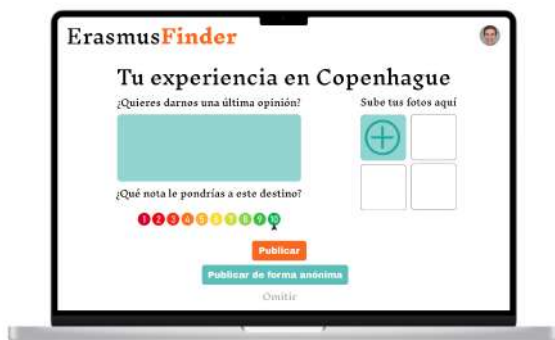 ErasmusFinder
Tu experiencia en Copenhague
¿Quieres darnos una última opinión?
Sube tus fotos aquí
¿Qué nota le pondrías a este destino?
1 2 3 4 5 6 7 8 9 10
Publicar
Publicar de forma anónima
Omitir